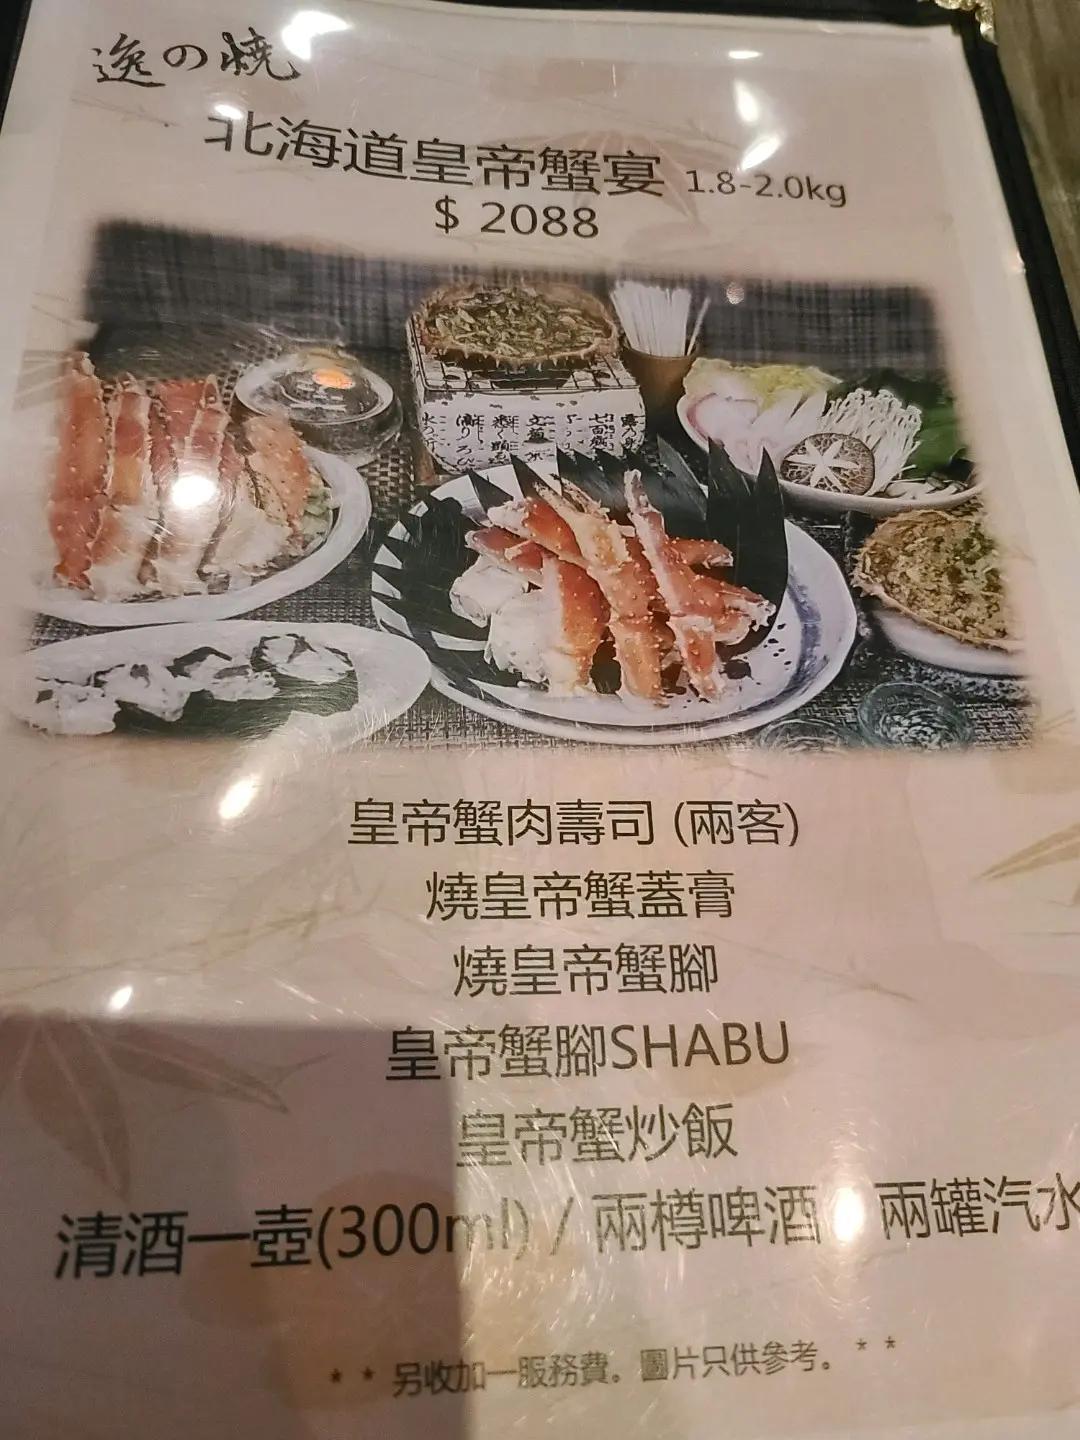 逸の燒
北海道皇帝蟹宴 1.8-2.0kg
$ 2088
皇帝蟹肉壽司 (兩客)
燒皇帝蟹蓋膏
燒皇帝蟹腳
皇帝蟹腳SHABU
皇帝蟹炒飯
清酒一壺(300ml) / 兩樽啤酒 兩罐汽水
* * 另收加一服務費。圖片只供參考。 * *